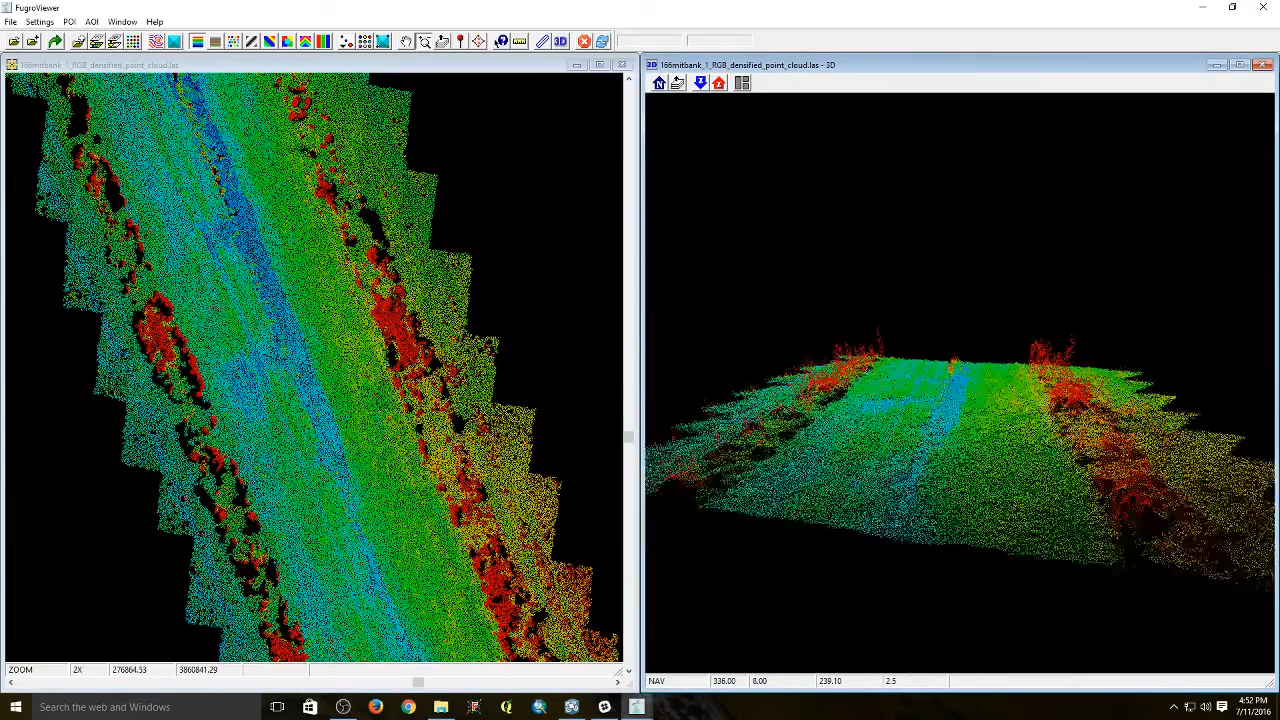 FugroViewer
File Settings POI AOI Window Help
3D
166mitbank_1_RGB_densified_point_cloud.las
3D 166mitbank_1_RGB_densified_point_cloud.las - 3D
N Z Z
ZOOM 2X 276864.53 3860841.29
NAV 336.00 8.00 239.10 2.5
Search the web and Windows
4:52 PM
7/11/2016